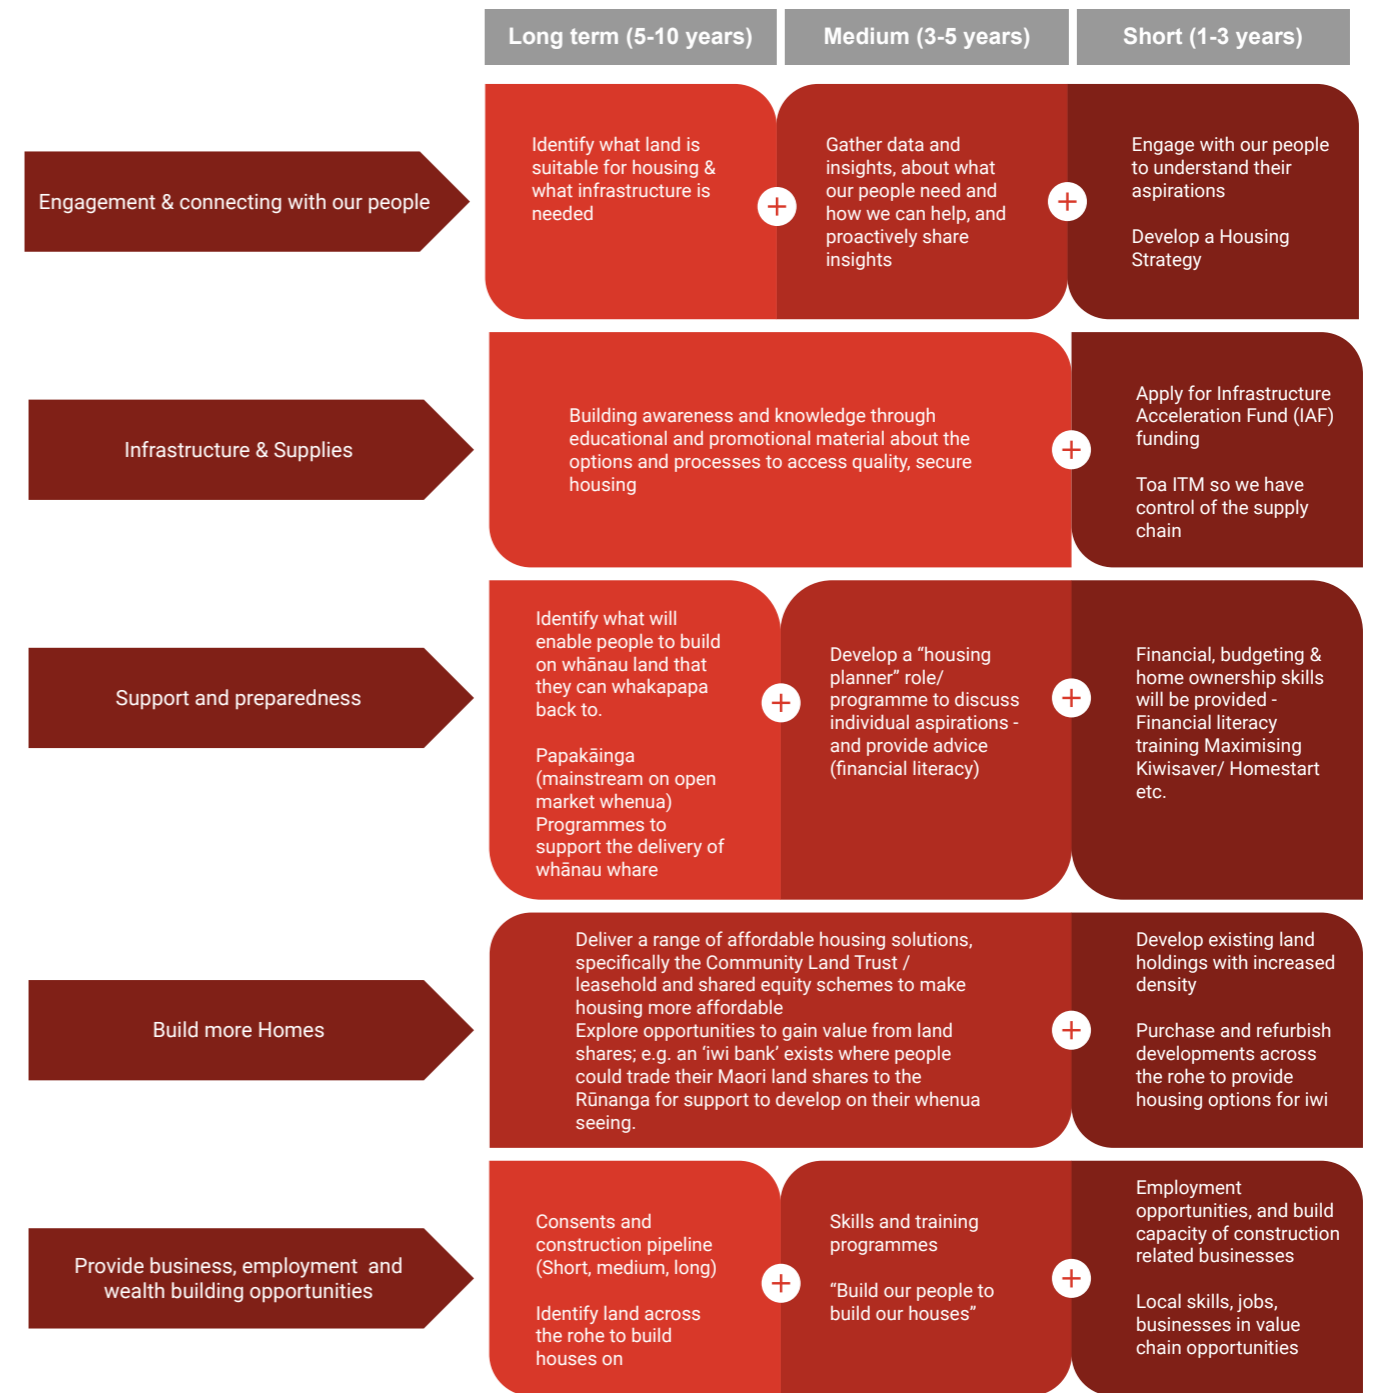 Long term (5-10 years)
Medium (3-5 years)
Short (1-3 years)
Engagement & connecting with our people
Identify what land is
suitable for housing &
what infrastructure is
needed
+
Gather data and
insights, about what
our people need and
how we can help, and
proactively share
insights
+
Engage with our people
to understand their
aspirations
Develop a Housing
Strategy
Infrastructure & Supplies
Building awareness and knowledge through
educational and promotional material about the
options and processes to access quality, secure
housing
+
Apply for Infrastructure
Acceleration Fund (IAF)
funding
Toa ITM so we have
control of the supply
chain
Support and preparedness
Identify what will
enable people to build
on whānau land that
they can whakapapa
back to.
Papakāinga
(mainstream on open
market whenua)
Programmes to
support the delivery of
whānau whare
+
Develop a “housing
planner” role/
programme to discuss
individual aspirations -
and provide advice
(financial literacy)
+
Financial, budgeting &
home ownership skills
will be provided -
Financial literacy
training Maximising
Kiwisaver/ Homestart
etc.
Build more Homes
Deliver a range of affordable housing solutions,
specifically the Community Land Trust /
leasehold and shared equity schemes to make
housing more affordable
Explore opportunities to gain value from land
shares; e.g. an ‘iwi bank’ exists where people
could trade their Maori land shares to the
Rūnanga for support to develop on their whenua
seeing.
+
Develop existing land
holdings with increased
density
Purchase and refurbish
developments across
the rohe to provide
housing options for iwi
Provide business, employment and
wealth building opportunities
Consents and
construction pipeline
(Short, medium, long)
Identify land across
the rohe to build
houses on
+
Skills and training
programmes
“Build our people to
build our houses”
+
Employment
opportunities, and build
capacity of construction
related businesses
Local skills, jobs,
businesses in value
chain opportunities